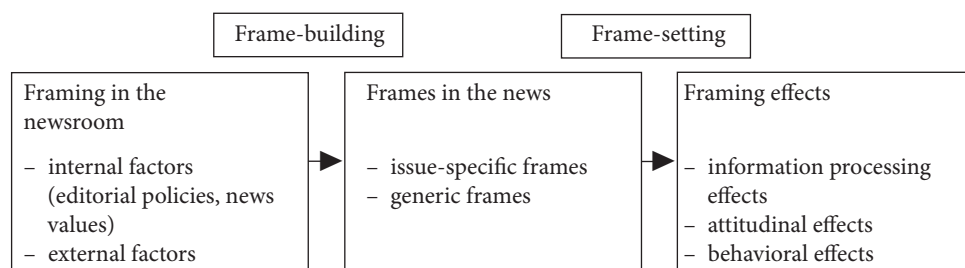 Frame-building
Frame-setting
Framing in the
newsroom
– internal factors
(editorial policies, news
values)
– external factors
Frames in the news
– issue-specific frames
– generic frames
Framing effects
– information processing
effects
– attitudinal effects
– behavioral effects